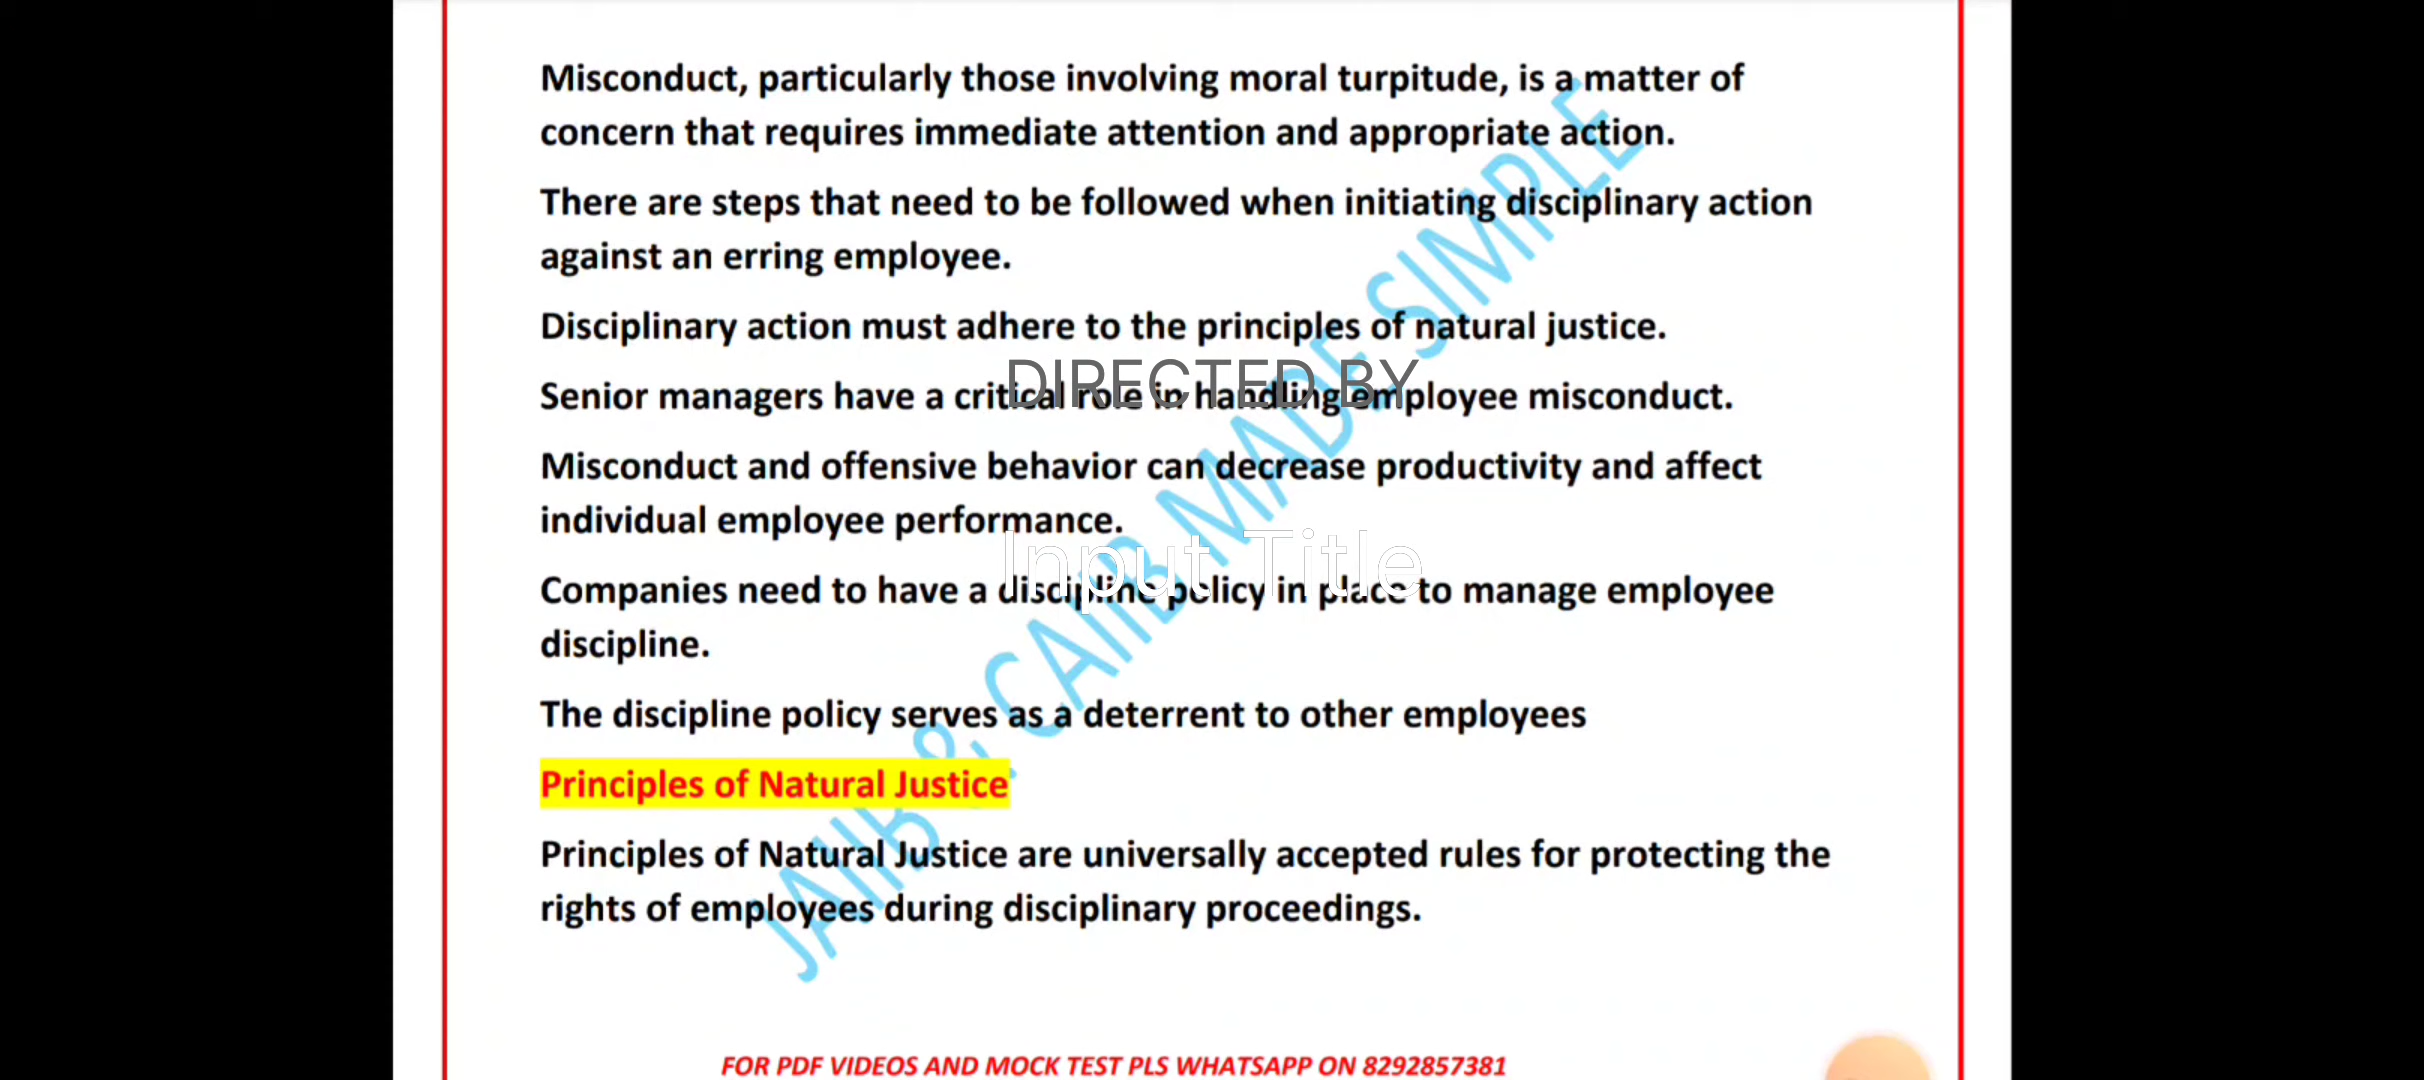 Misconduct, particularly those involving moral turpitude, is a matter of
concern that requires immediate attention and appropriate action.
There are steps that need to be followed when initiating disciplinary action
against an erring employee.
Disciplinary action must adhere to the principles of natural justice.
DIRECTED BY
Senior managers have a critical role in handling employee misconduct.
Misconduct and offensive behavior can decrease productivity and affect
individual employee performance.
Input Title
Companies need to have a discipline policy in place to manage employee
discipline.
The discipline policy serves as a deterrent to other employees
Principles of Natural Justice
Principles of Natural Justice are universally accepted rules for protecting the
rights of employees during disciplinary proceedings.
JAIIB & CAIIB MADE SIMPLE
FOR PDF VIDEOS AND MOCK TEST PLS WHATSAPP ON 8292857381